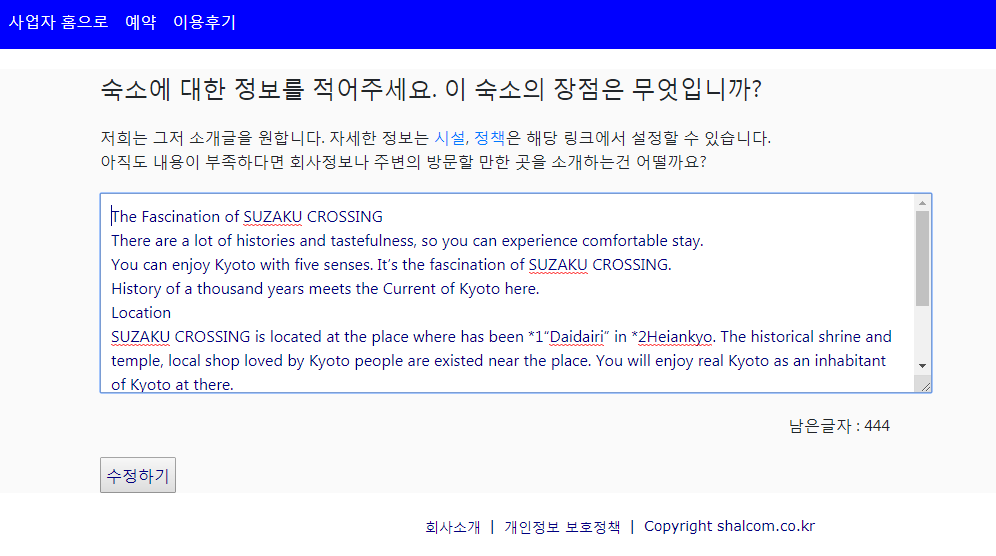 사업자 홈으로 예약 이용후기
숙소에 대한 정보를 적어주세요. 이 숙소의 장점은 무엇입니까?
저희는 그저 소개글을 원합니다. 자세한 정보는 시설, 정책은 해당 링크에서 설정할 수 있습니다.
아직도 내용이 부족하다면 회사정보나 주변의 방문할 만한 곳을 소개하는건 어떨까요?
The Fascination of SUZAKU CROSSING
There are a lot of histories and tastefulness, so you can experience comfortable stay.
You can enjoy Kyoto with five senses. It's the fascination of SUZAKU CROSSING.
History of a thousand years meets the Current of Kyoto here.
Location
SUZAKU CROSSING is located at the place where has been *1“Daidairi” in *2Heiankyo. The historical shrine and
temple, local shop loved by Kyoto people are existed near the place. You will enjoy real Kyoto as an inhabitant
of Kyoto at there.
남은글자 : 444
수정하기
회사소개 | 개인정보 보호정책 | Copyright shalcom.co.kr